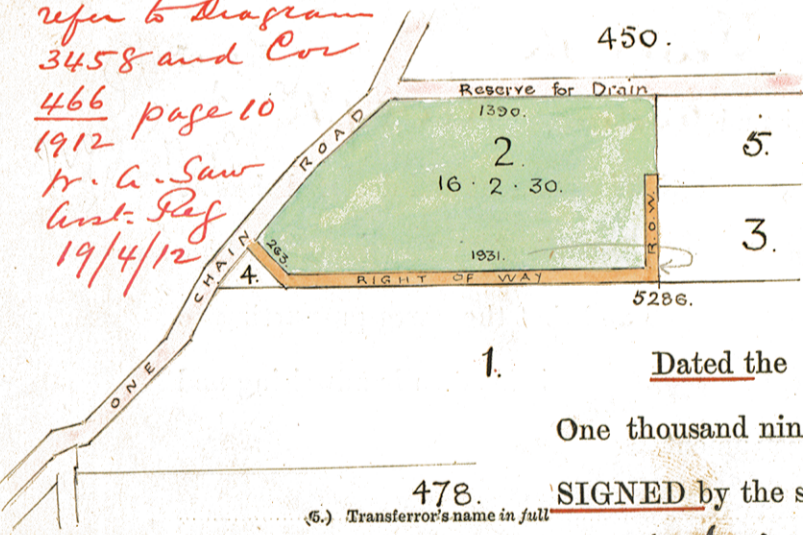 refer to Diagram
3458 and Cor
466
1912
page 10
W. A. Saw
Asst. Reg
19/4/12
450.
Reserve for Drain
1390.
2.
16 · 2 · 30.
5.
3.
R.O.W.
263.
1931.
RIGHT OF WAY
4.
5286.
ONE CHAIN ROAD
1.
478.
Dated the
One thousand nin
SIGNED by the s
(5.) Transferror's name in full